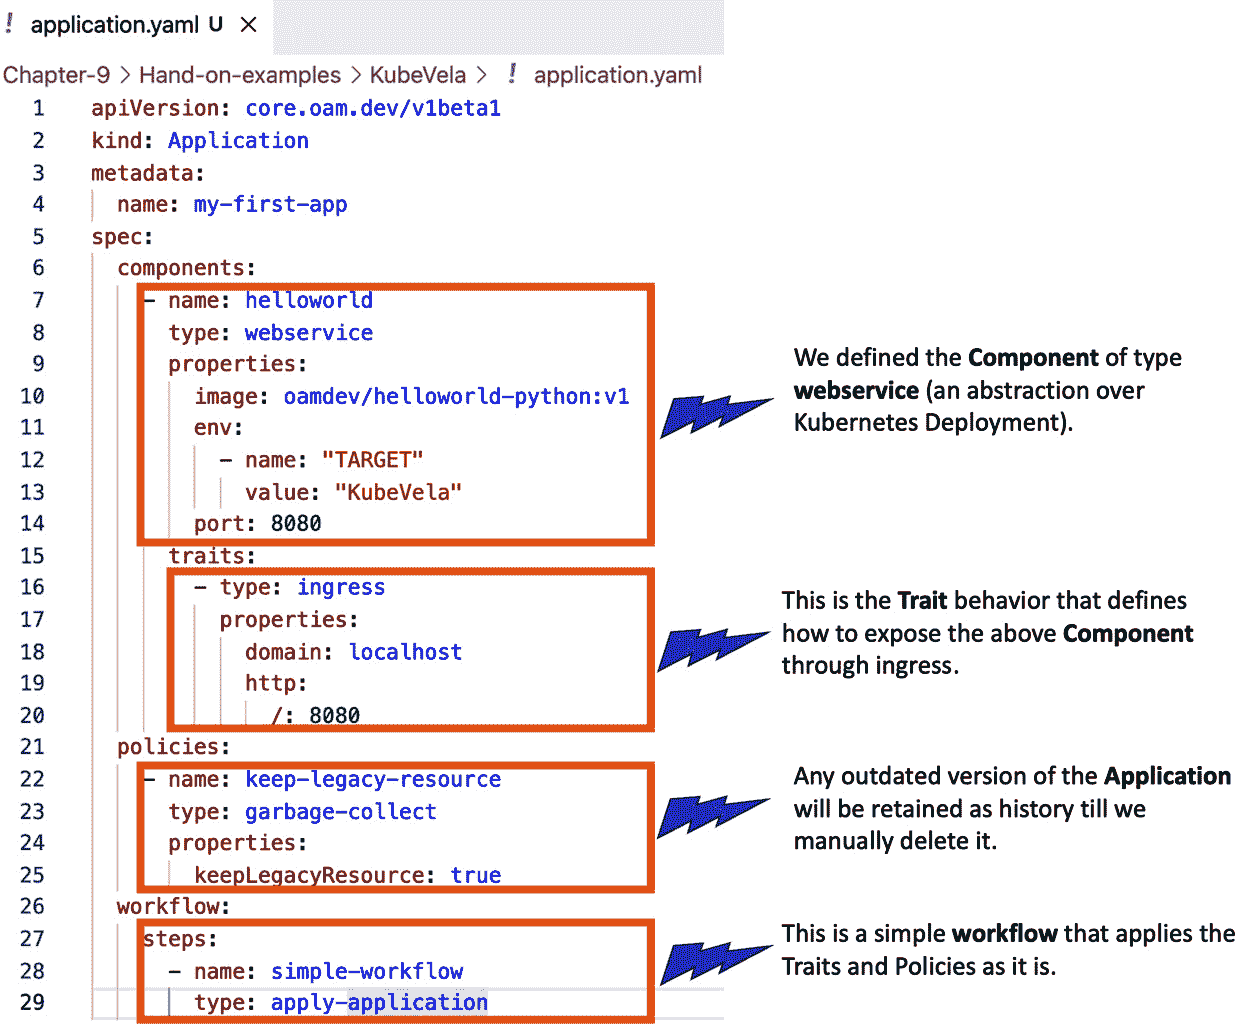 ! application.yaml U ×
Chapter-9 > Hand-on-examples > KubeVela > ! application.yaml
1 apiVersion: core.oam.dev/v1beta1
2 kind: Application
3 metadata:
4 name: my-first-app
5 spec:
6 components:
7 - name: helloworld
8 type: webservice
9 properties:
10 image: oamdev/helloworld-python:v1
11 env:
12 - name: "TARGET"
13 value: "KubeVela"
14 port: 8080
15 traits:
16 - type: ingress
17 properties:
18 domain: localhost
19 http:
20 /: 8080
21 policies:
22 - name: keep-legacy-resource
23 type: garbage-collect
24 properties:
25 keepLegacyResource: true
26 workflow:
27 steps:
28 - name: simple-workflow
29 type: apply-application
We defined the Component of type
webservice (an abstraction over
Kubernetes Deployment).
This is the Trait behavior that defines
how to expose the above Component
through ingress.
Any outdated version of the Application
will be retained as history till we
manually delete it.
This is a simple workflow that applies the
Traits and Policies as it is.